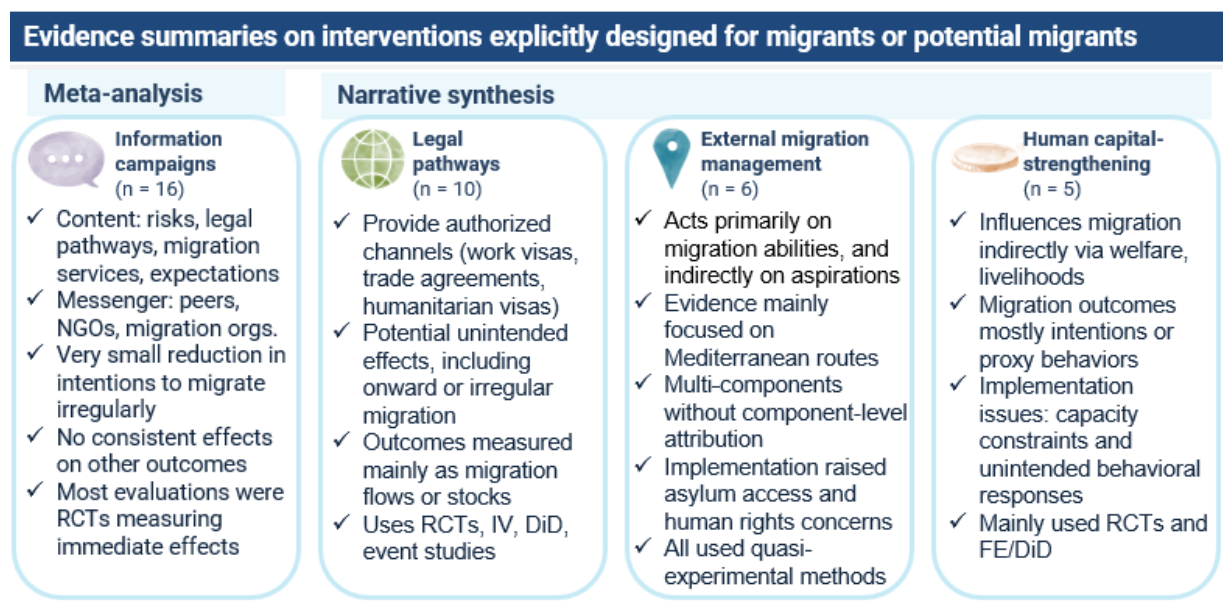 Evidence summaries on interventions explicitly designed for migrants or potential migrants
Meta-analysis
Narrative synthesis
Information
campaigns
(n = 16)
✓ Content: risks, legal
pathways, migration
services, expectations
✓ Messenger: peers,
NGOs, migration orgs.
✓ Very small reduction in
intentions to migrate
irregularly
✓ No consistent effects
on other outcomes
✓ Most evaluations were
RCTs measuring
immediate effects
Legal
pathways
(n = 10)
✓ Provide authorized
channels (work visas,
trade agreements,
humanitarian visas)
✓ Potential unintended
effects, including
onward or irregular
migration
✓ Outcomes measured
mainly as migration
flows or stocks
✓ Uses RCTs, IV, DiD,
event studies
External migration
management
(n = 6)
✓ Acts primarily on
migration abilities, and
indirectly on aspirations
✓ Evidence mainly
focused on
Mediterranean routes
✓ Multi-components
without component-level
attribution
✓ Implementation raised
asylum access and
human rights concerns
✓ All used quasi-
experimental methods
Human capital-
strengthening
(n = 5)
✓ Influences migration
indirectly via welfare,
livelihoods
✓ Migration outcomes
mostly intentions or
proxy behaviors
✓ Implementation
issues: capacity
constraints and
unintended behavioral
responses
✓ Mainly used RCTs and
FE/DiD